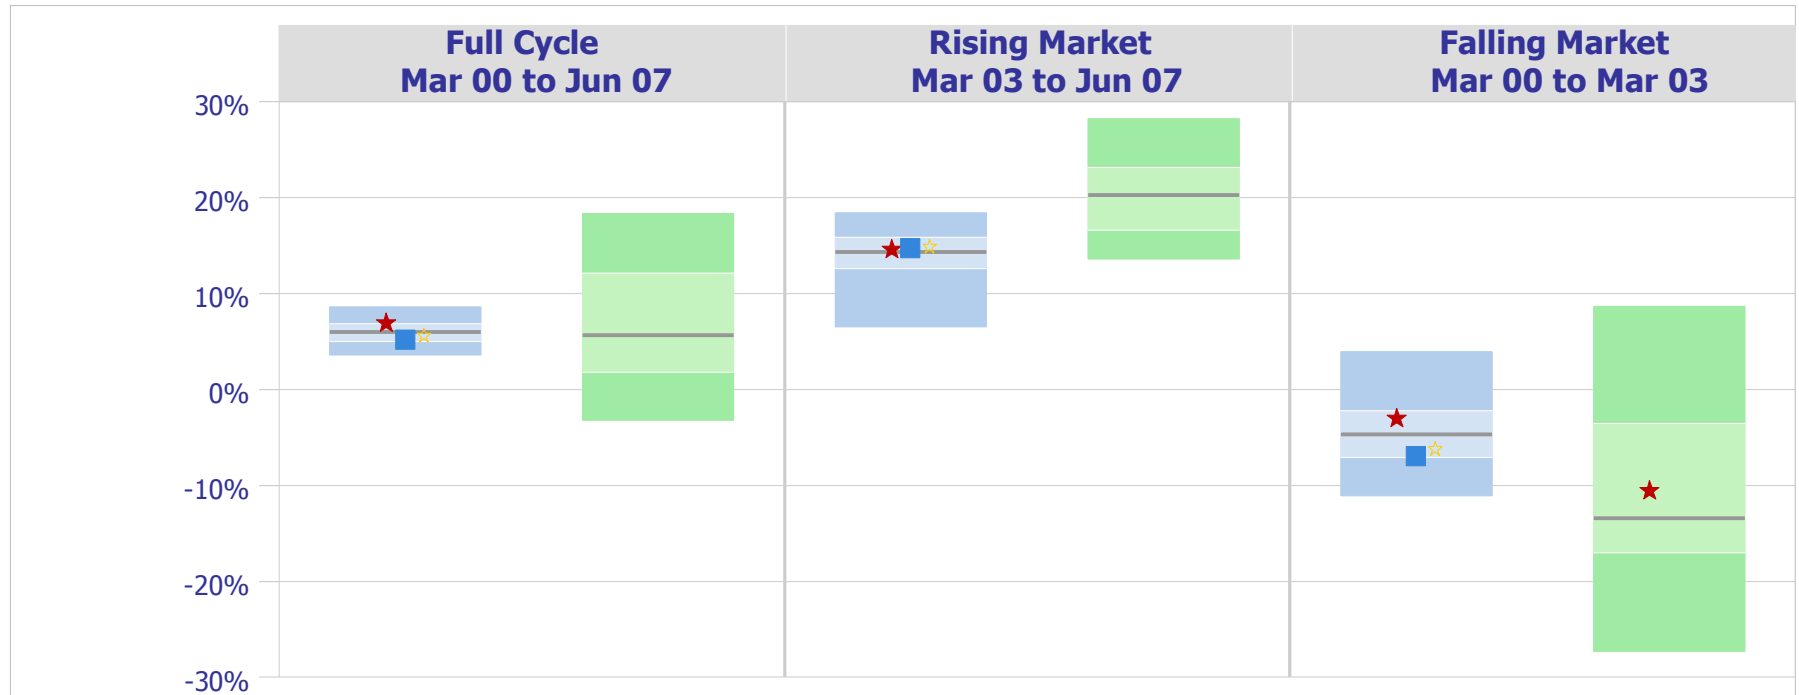 Full Cycle
Mar 00 to Jun 07
Rising Market
Mar 03 to Jun 07
Falling Market
Mar 00 to Mar 03
30%
20%
10%
0%
-10%
-20%
-30%